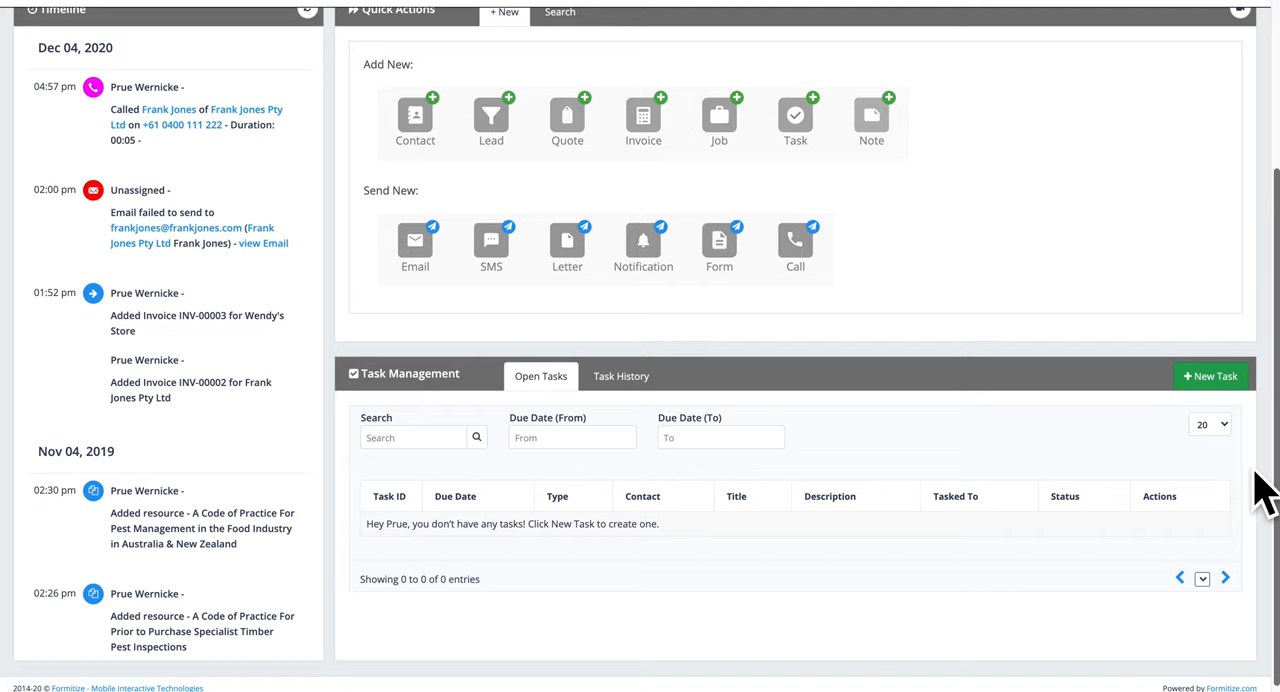 Timeline
Dec 04, 2020
04:57 pm
Prue Wernicke -
Called Frank Jones of Frank Jones Pty
Ltd on +61 0400 111 222 - Duration:
00:05 -
02:00 pm
Unassigned -
Email failed to send to
frankjones@frankjones.com (Frank
Jones Pty Ltd Frank Jones) - view Email
01:52 pm
Prue Wernicke -
Added Invoice INV-00003 for Wendy's
Store
Prue Wernicke -
Added Invoice INV-00002 for Frank
Jones Pty Ltd
Nov 04, 2019
02:30 pm
Prue Wernicke -
Added resource - A Code of Practice For
Pest Management in the Food Industry
in Australia & New Zealand
02:26 pm
Prue Wernicke -
Added resource - A Code of Practice For
Prior to Purchase Specialist Timber
Pest Inspections
Quick Actions
+ New
Search
Add New:
Contact
Lead
Quote
Invoice
Job
Task
Note
Send New:
Email
SMS
Letter
Notification
Form
Call
Task Management
Open Tasks
Task History
+ New Task
Search
Due Date (From)
Due Date (To)
Search
From
To
20
Task ID
Due Date
Type
Contact
Title
Description
Tasked To
Status
Actions
Hey Prue, you don't have any tasks! Click New Task to create one.
Showing 0 to 0 of 0 entries
2014-20 © Formitize - Mobile Interactive Technologies
Powered by Formitize.com